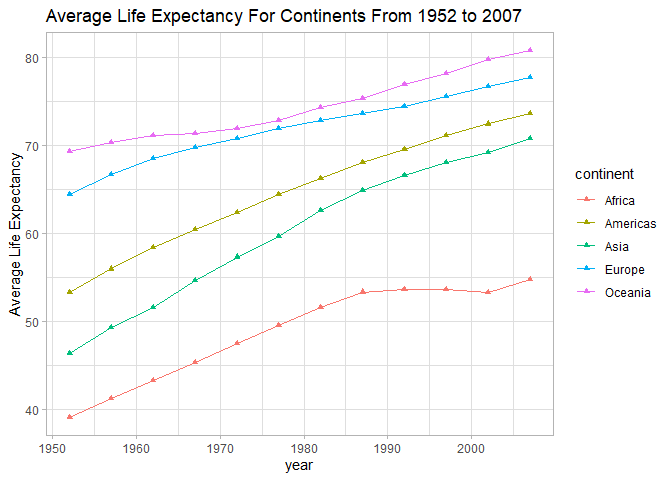 Average Life Expectancy For Continents From 1952 to 2007
Average Life Expectancy
80
70
60
50
40
1950
1960
1970
1980
1990
2000
year
continent
Africa
Americas
Asia
Europe
Oceania